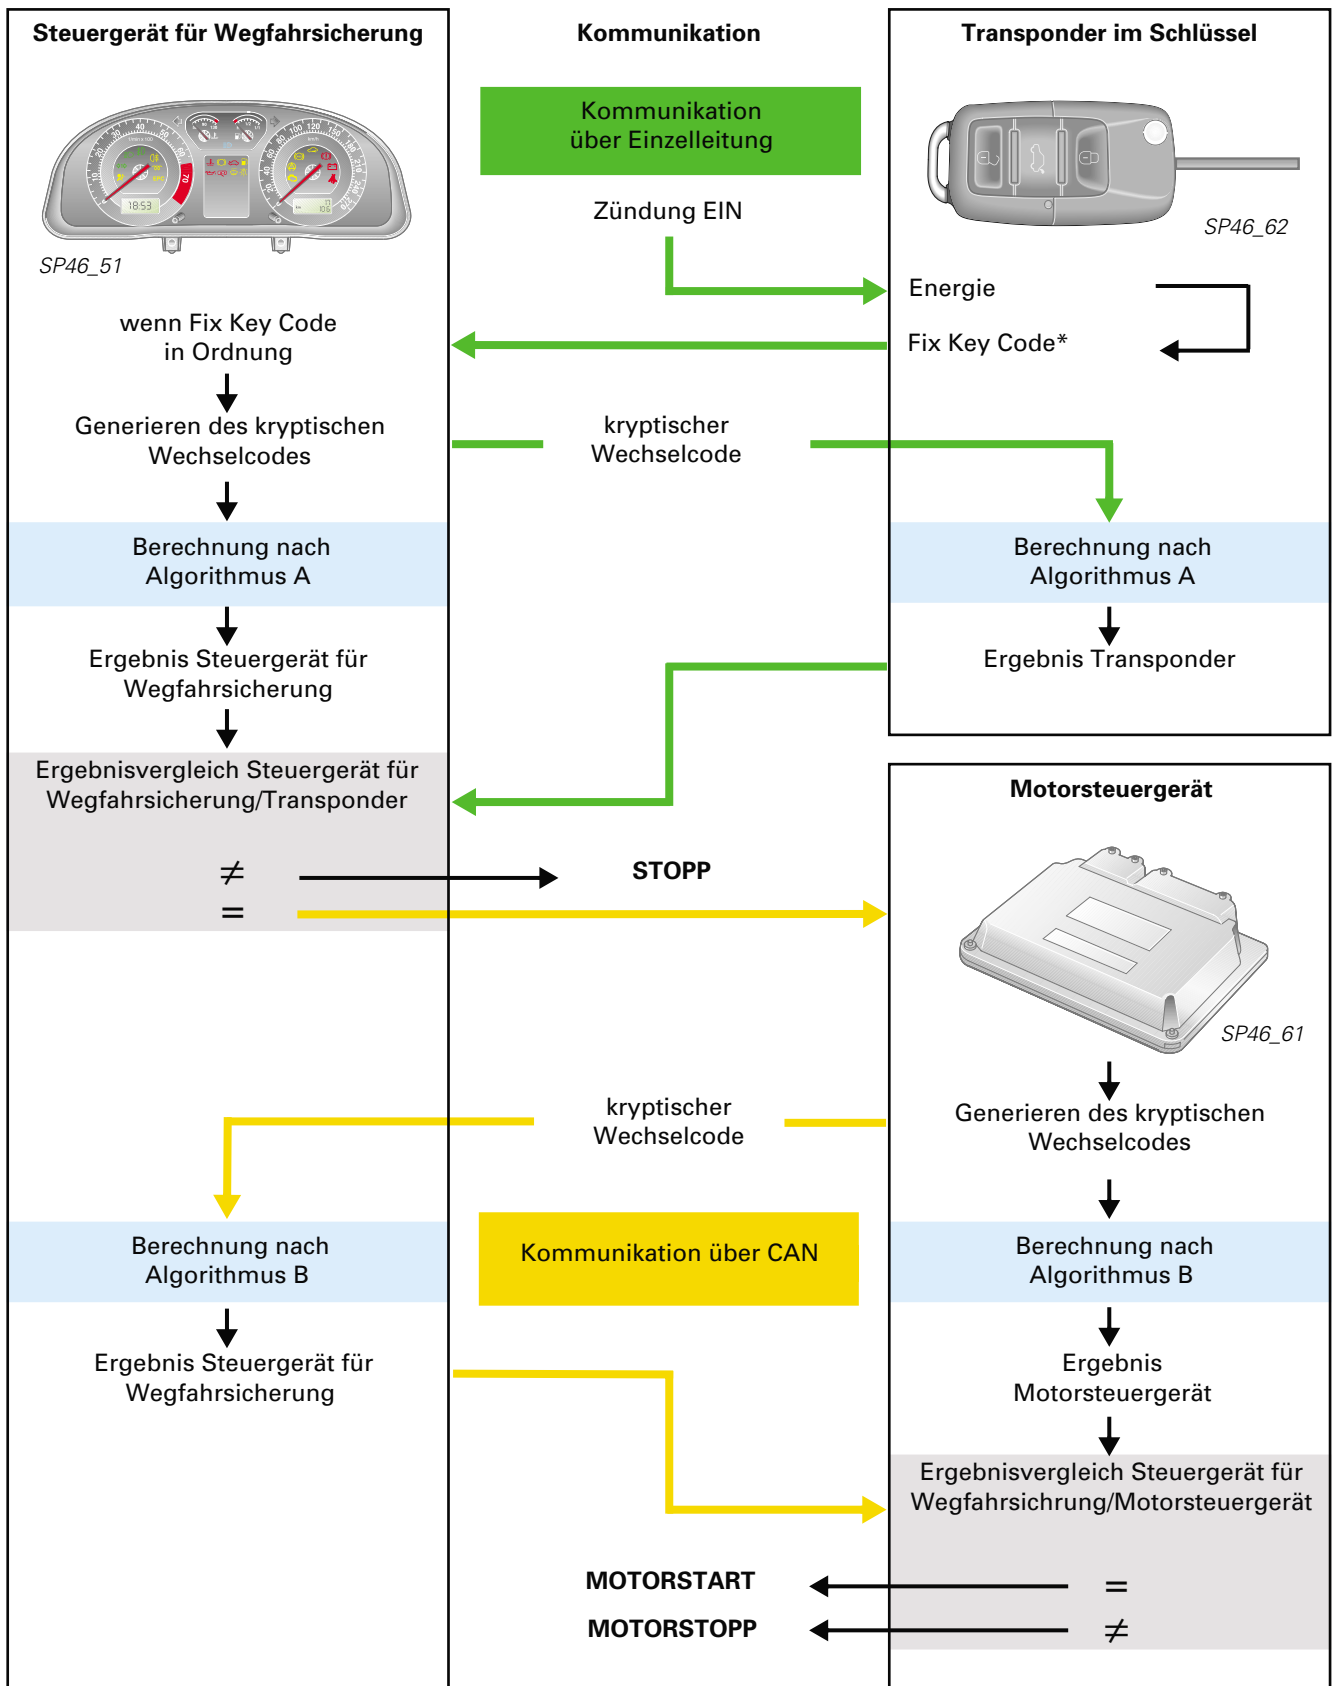 Steuergerät für Wegfahrsicherung
Kommunikation
Transponder im Schlüssel
Kommunikation
über Einzelleitung
18:53
SP46_51
Zündung EIN
SP46_62
Energie
Fix Key Code*
wenn Fix Key Code
in Ordnung
Generieren des kryptischen
Wechselcodes
kryptischer
Wechselcode
Berechnung nach
Algorithmus A
Berechnung nach
Algorithmus A
Ergebnis Steuergerät für
Wegfahrsicherung
Ergebnis Transponder
Ergebnisvergleich Steuergerät für
Wegfahrsicherung/Transponder
≠
STOPP
=
Motorsteuergerät
SP46_61
Generieren des kryptischen
Wechselcodes
kryptischer
Wechselcode
Berechnung nach
Algorithmus B
Kommunikation über CAN
Berechnung nach
Algorithmus B
Ergebnis Steuergerät für
Wegfahrsicherung
Ergebnis
Motorsteuergerät
Ergebnisvergleich Steuergerät für
Wegfahrsichrung/Motorsteuergerät
MOTORSTART
=
MOTORSTOPP
≠